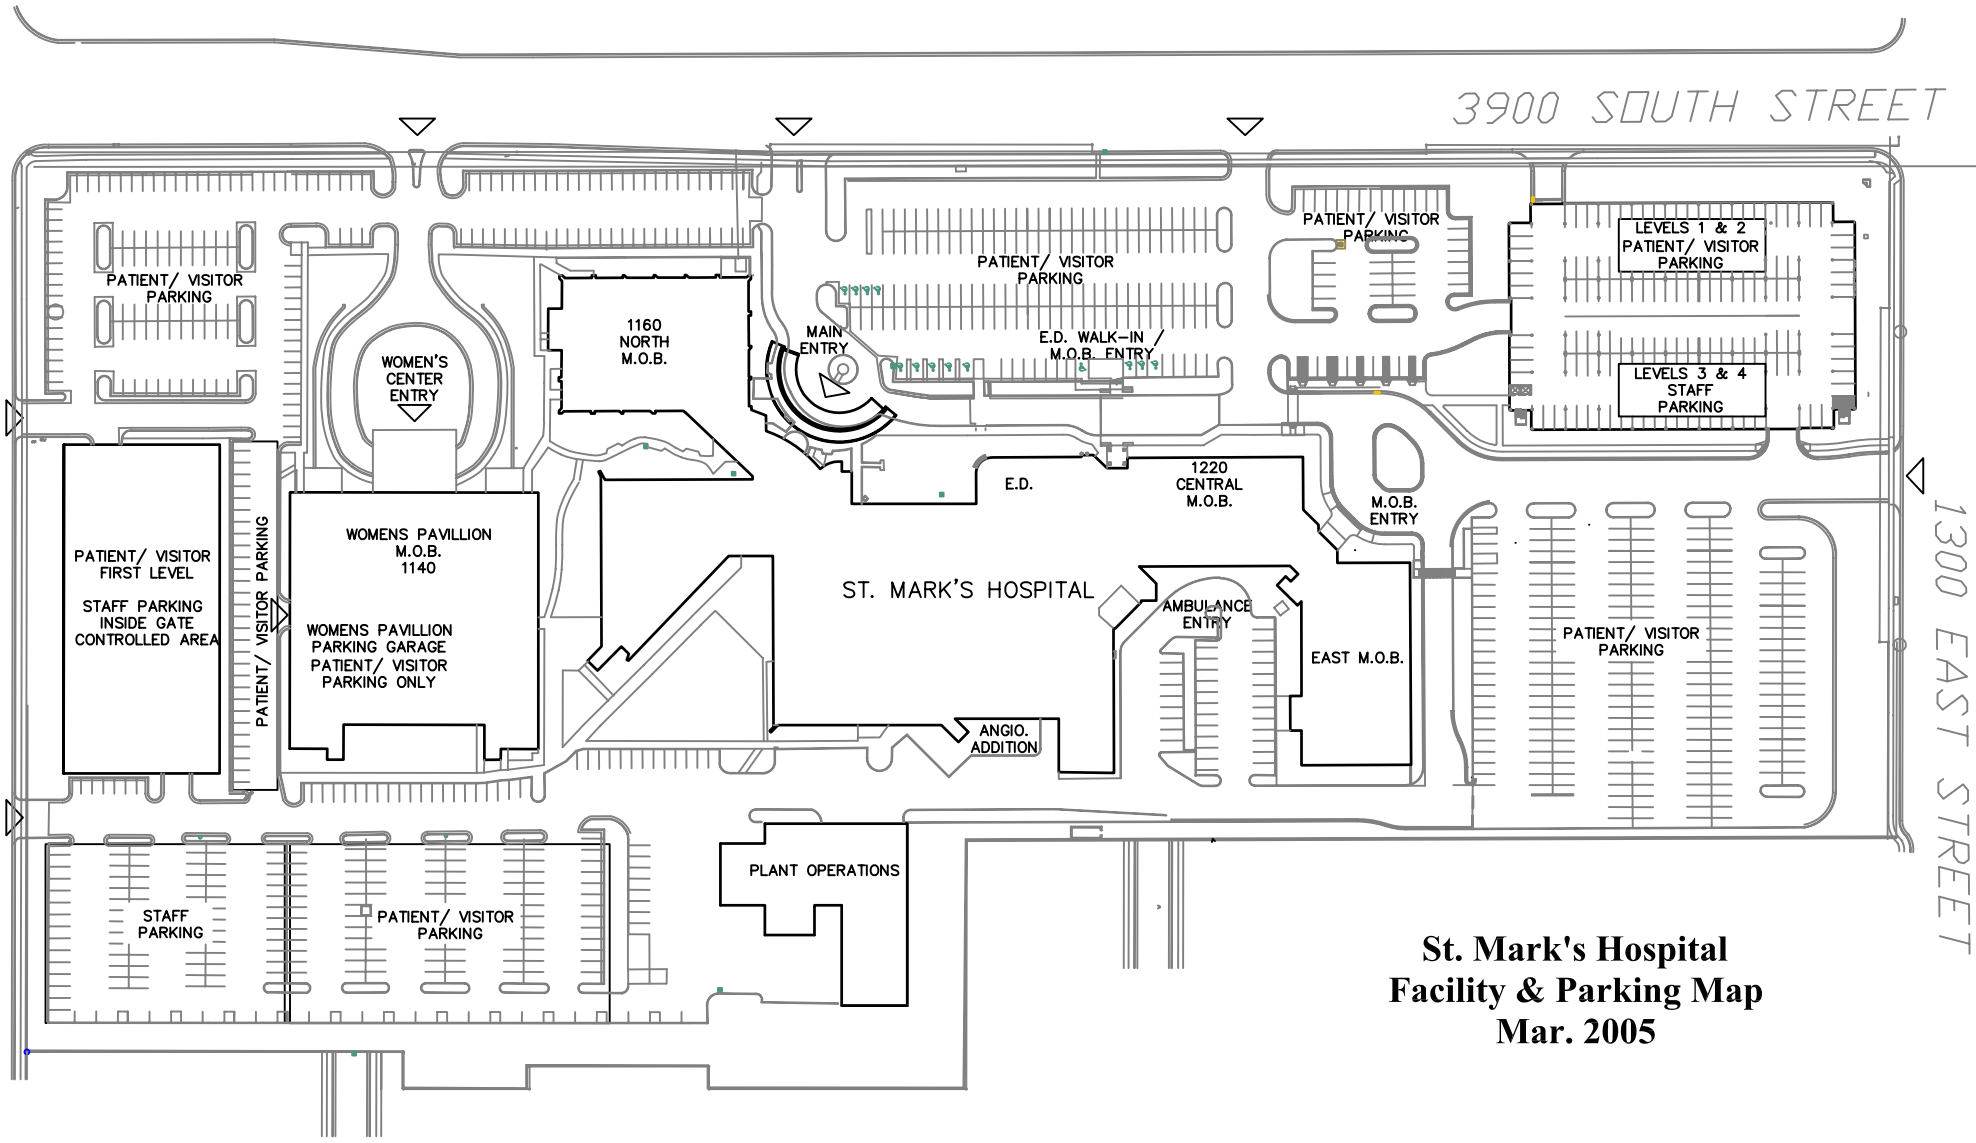 3900 SOUTH STREET
PATIENT/ VISITOR
PARKING
LEVELS 1 & 2
PATIENT/ VISITOR
PARKING
PATIENT/ VISITOR
PARKING
PATIENT/ VISITOR
PARKING
1160
NORTH
M.O.B.
MAIN
ENTRY
E.D. WALK-IN /
M.O.B. ENTRY
WOMEN'S
CENTER
ENTRY
LEVELS 3 & 4
STAFF
PARKING
E.D.
1220
CENTRAL
M.O.B.
M.O.B.
ENTRY
1300 EAST STREET
PATIENT/ VISITOR
FIRST LEVEL
STAFF PARKING
INSIDE GATE
CONTROLLED AREA
PATIENT/ VISITOR PARKING
WOMENS PAVILLION
M.O.B.
1140
WOMENS PAVILLION
PARKING GARAGE
PATIENT/ VISITOR
PARKING ONLY
ST. MARK'S HOSPITAL
AMBULANCE
ENTRY
EAST M.O.B.
PATIENT/ VISITOR
PARKING
ANGIO.
ADDITION
PLANT OPERATIONS
STAFF
PARKING
PATIENT/ VISITOR
PARKING
St. Mark's Hospital
Facility & Parking Map
Mar. 2005